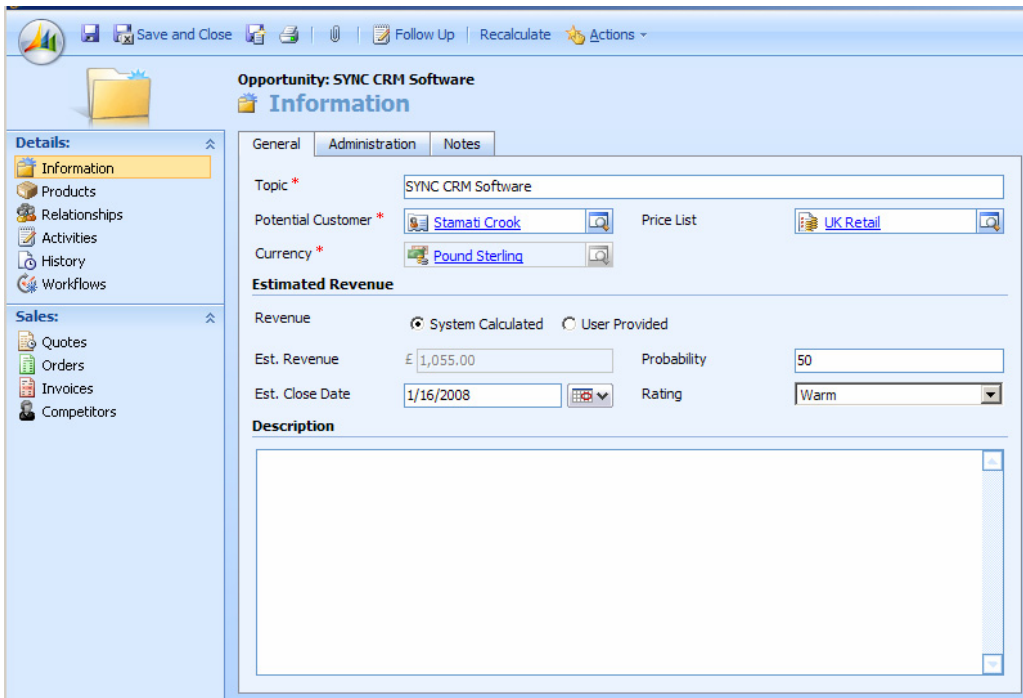 Save and Close Follow Up Recalculate Actions
Opportunity: SYNC CRM Software
Information
Details:
Information
Products
Relationships
Activities
History
Workflows
Sales:
Quotes
Orders
Invoices
Competitors
General Administration Notes
Topic * SYNC CRM Software
Potential Customer * Stamati Crook Price List UK Retail
Currency * Pound Sterling
Estimated Revenue
Revenue System Calculated User Provided
Est. Revenue £ 1,055.00 Probability 50
Est. Close Date 1/16/2008 Rating Warm
Description